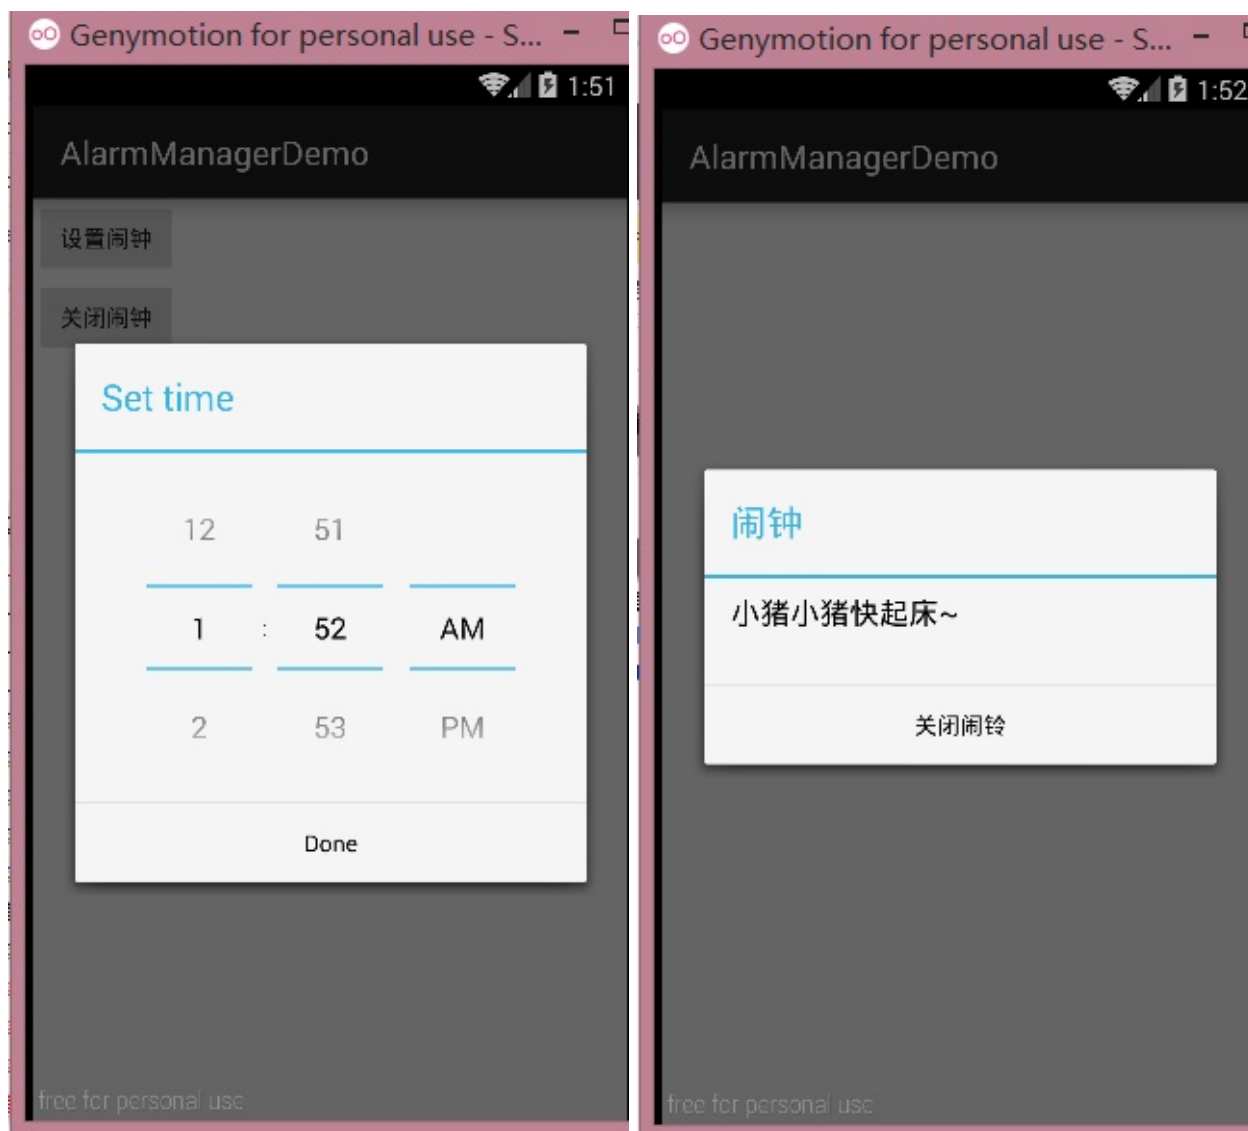 Genymotion for personal use - S...
1:51
AlarmManagerDemo
设置闹钟
关闭闹钟
Set time
12 51
1 : 52 AM
2 53 PM
Done
free for personal use
Genymotion for personal use - S...
1:52
AlarmManagerDemo
闹钟
小猪小猪快起床~
关闭闹铃
free for personal use